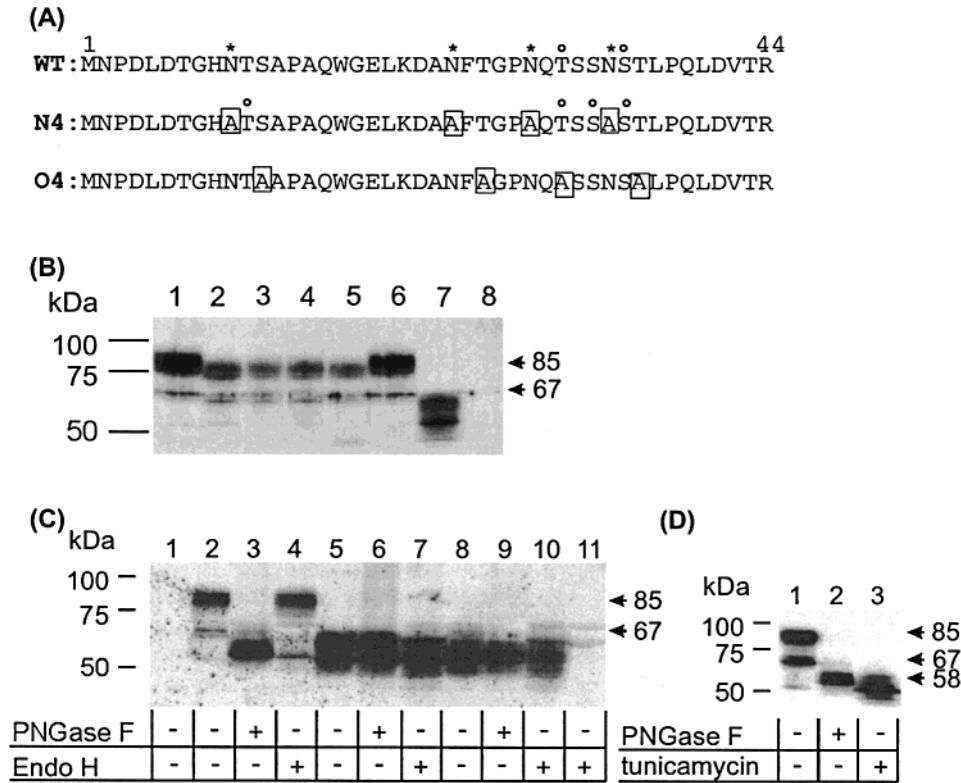 (A)
1 44
* * * ° * °
WT: MNPDLDTGHNTSAPAQWGELKDANFTGPNQTSSNSTLPQLDVTR
° ° ° °
N4: MNPDLDTGHATSAPAQWGELKDAAFTGPAQTSSASTLPQLDVTR
O4: MNPDLDTGHNTAAPAQWGELKDANFAGPNQASSNSALPQLDVTR
(B)
kDa 1 2 3 4 5 6 7 8
100
85
75
67
50
(C)
kDa 1 2 3 4 5 6 7 8 9 10 11
100
85
75
67
50
PNGase F - - + - - + - - + - -
Endo H - - - + - - + - - + +
(D)
kDa 1 2 3
100
85
75
67
58
50
PNGase F - + -
tunicamycin - - +